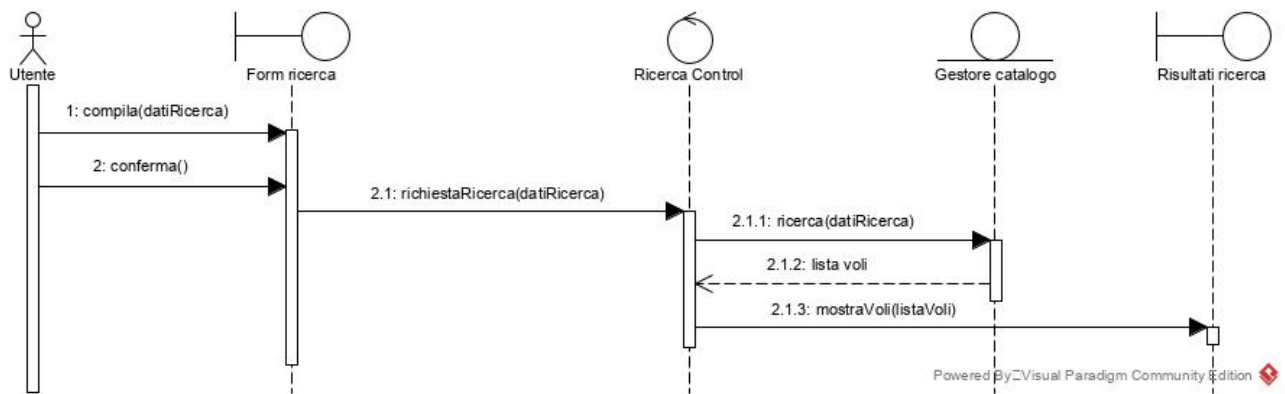 Utente
Form ricerca
Ricerca Control
Gestore catalogo
Risultati ricerca
1: compila(datiRicerca)
2: conferma()
2.1: richiestaRicerca(datiRicerca)
2.1.1: ricerca(datiRicerca)
2.1.2: lista voli
2.1.3: mostraVoli(listaVoli)
Powered By□Visual Paradigm Community Edition